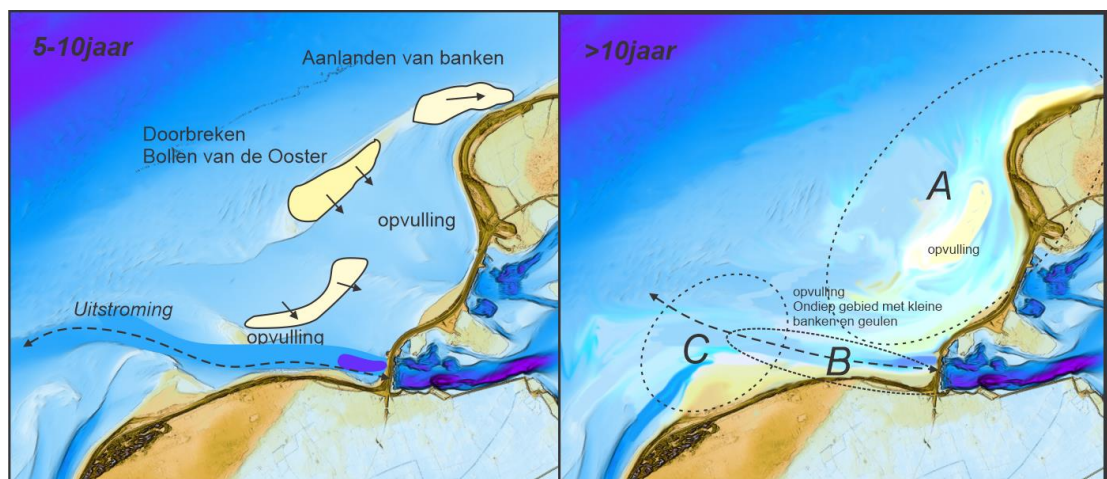 5-10jaar
Aanlanden van banken
Doorbreken
Bollen van de Ooster
opvulling
Uitstroming
opvulling
>10jaar
A
opvulling
opvulling
Ondiep gebied met kleine
banken en geulen
C
B